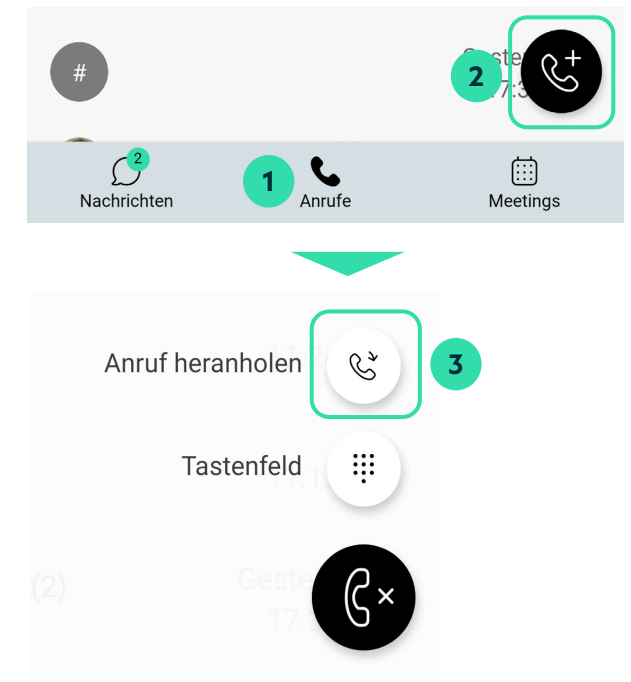 #
2
2
Nachrichten
1
Anrufe
Meetings
Anruf heranholen
3
Tastenfeld
(2)